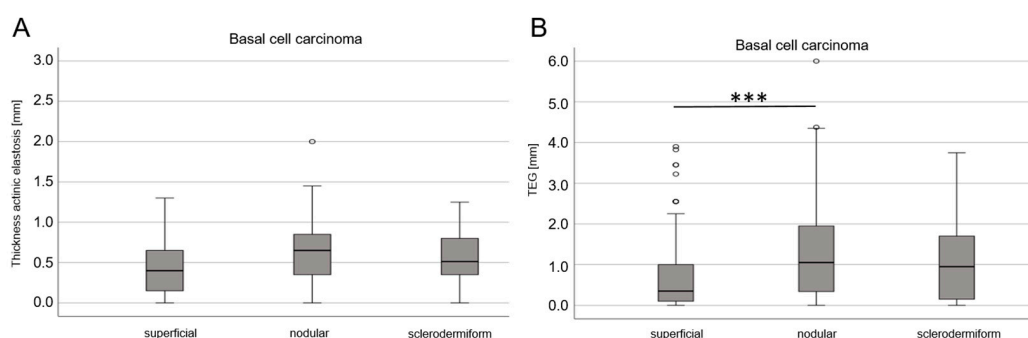 A
Basal cell carcinoma
Thickness actinic elastosis [mm]
3.0
2.5
2.0
1.5
1.0
0.5
0.0
superficial nodular sclerodermiform
B
Basal cell carcinoma
TEG [mm]
6.0
5.0
4.0
3.0
2.0
1.0
0.0
***
superficial nodular sclerodermiform